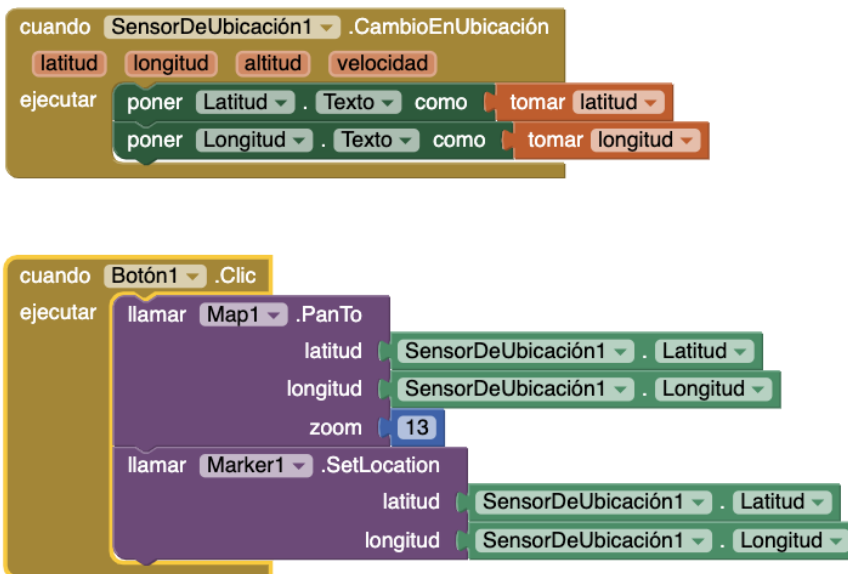 cuando SensorDeUbicación1 .CambioEnUbicación
latitud longitud altitud velocidad
ejecutar poner Latitud . Texto como tomar latitud
poner Longitud . Texto como tomar longitud
cuando Botón1 .Clic
ejecutar llamar Map1 .PanTo
latitud SensorDeUbicación1 . Latitud
longitud SensorDeUbicación1 . Longitud
zoom 13
llamar Marker1 .SetLocation
latitud SensorDeUbicación1 . Latitud
longitud SensorDeUbicación1 . Longitud